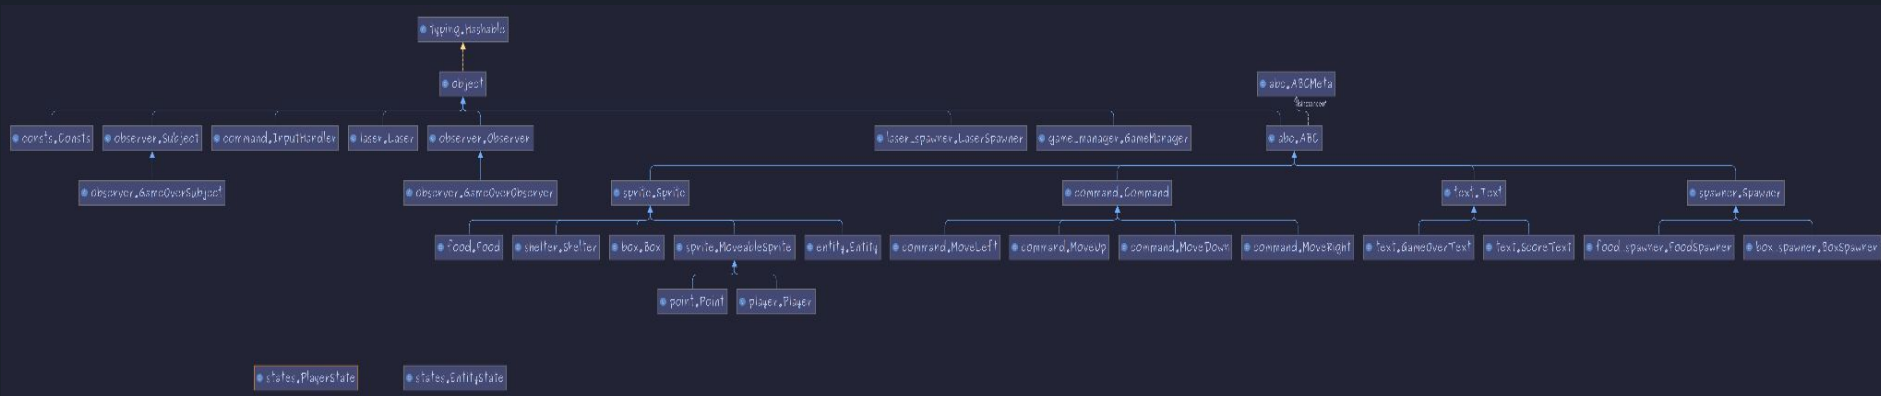 typing.Hashable
object
abc.ABCMeta
consts.Consts
observer.Subject
command.InputHandler
laser.Laser
observer.Observer
laser_spawner.LaserSpawner
game_manager.GameManager
abc.ABC
observer.GameOverSubject
observer.GameOverObserver
sprite.Sprite
command.Command
text.Text
spawner.Spawner
food.Food
shelter.Shelter
box.Box
sprite.MoveableSprite
entity.Entity
command.MoveLeft
command.MoveUp
command.MoveDown
command.MoveRight
text.GameOverText
text.ScoreText
food_spawner.FoodSpawner
box_spawner.BoxSpawner
point.Point
player.Player
states.PlayerState
states.EntityState